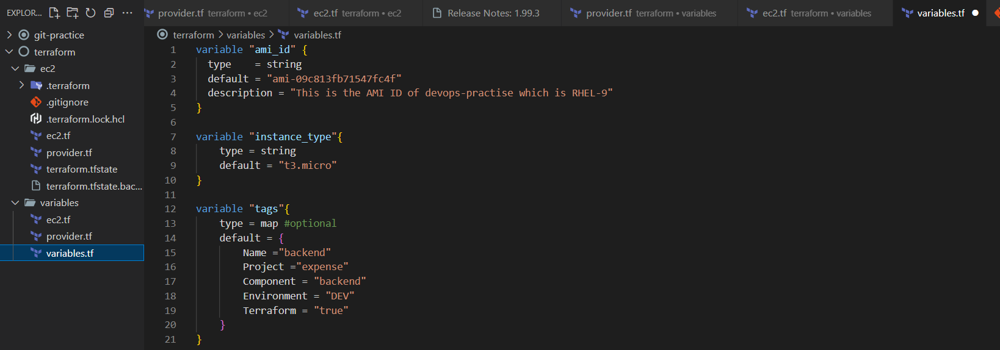 EXPLOR...
git-practice
terraform
ec2
.terraform
.gitignore
.terraform.lock.hcl
ec2.tf
provider.tf
terraform.tfstate
terraform.tfstate.bac...
variables
ec2.tf
provider.tf
variables.tf
provider.tf terraform • ec2
ec2.tf terraform • ec2
Release Notes: 1.99.3
provider.tf terraform • variables
ec2.tf terraform • variables
variables.tf
terraform > variables > variables.tf
1 variable "ami_id" {
2   type    = string
3   default = "ami-09c813fb71547fc4f"
4   description = "This is the AMI ID of devops-practise which is RHEL-9"
5 }
6
7 variable "instance_type"{
8     type = string
9     default = "t3.micro"
10 }
11
12 variable "tags"{
13     type = map #optional
14     default = {
15         Name ="backend"
16         Project ="expense"
17         Component = "backend"
18         Environment = "DEV"
19         Terraform = "true"
20     }
21 }